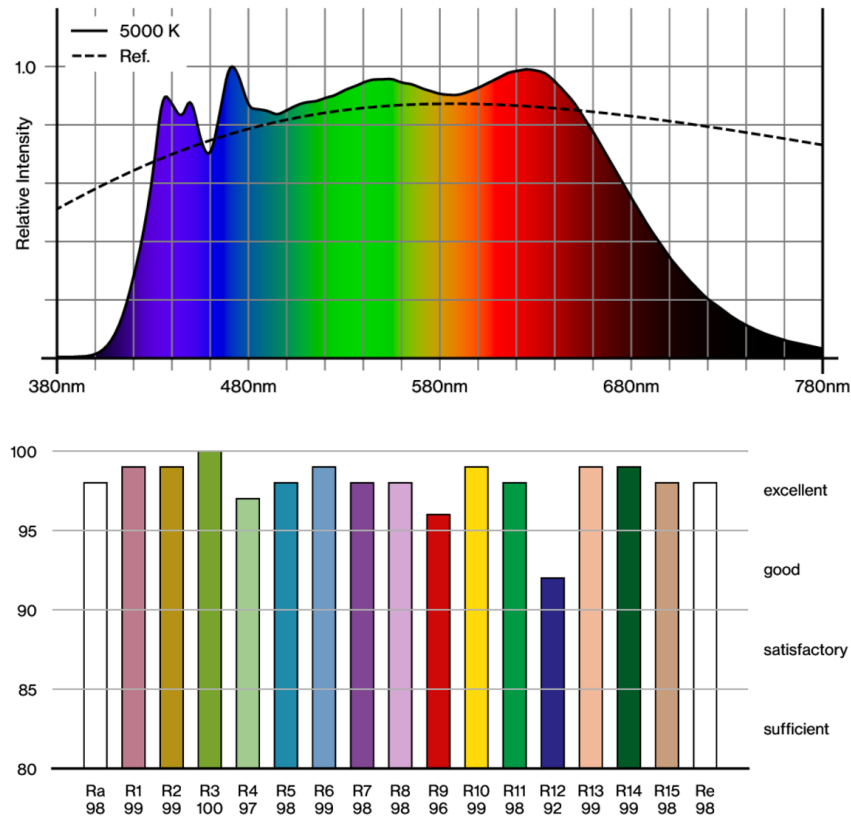 5000 K
Ref.
1.0
Relative Intensity
380nm 480nm 580nm 680nm 780nm
100
excellent
95
good
90
satisfactory
85
sufficient
80
Ra R1 R2 R3 R4 R5 R6 R7 R8 R9 R10 R11 R12 R13 R14 R15 Re
98 99 99 100 97 98 99 98 98 96 99 98 92 99 99 98 98